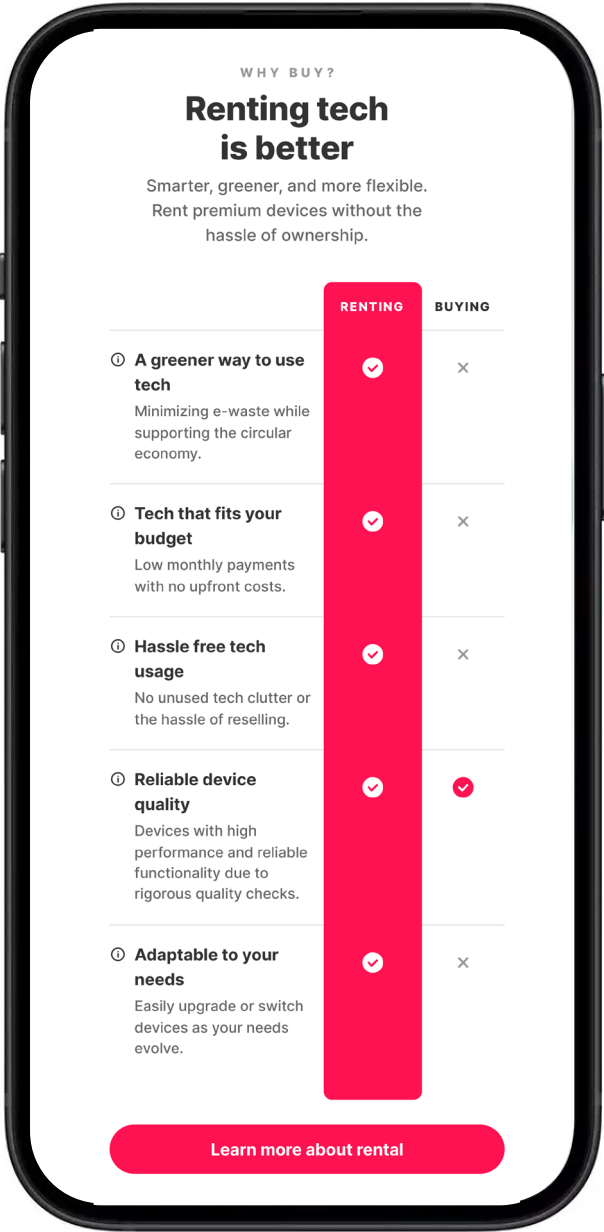 WHY BUY?
Renting tech
is better
Smarter, greener, and more flexible.
Rent premium devices without the
hassle of ownership.
RENTING BUYING
A greener way to use
tech
Minimizing e-waste while
supporting the circular
economy.
Tech that fits your
budget
Low monthly payments
with no upfront costs.
Hassle free tech
usage
No unused tech clutter or
the hassle of reselling.
Reliable device
quality
Devices with high
performance and reliable
functionality due to
rigorous quality checks.
Adaptable to your
needs
Easily upgrade or switch
devices as your needs
evolve.
Learn more about rental